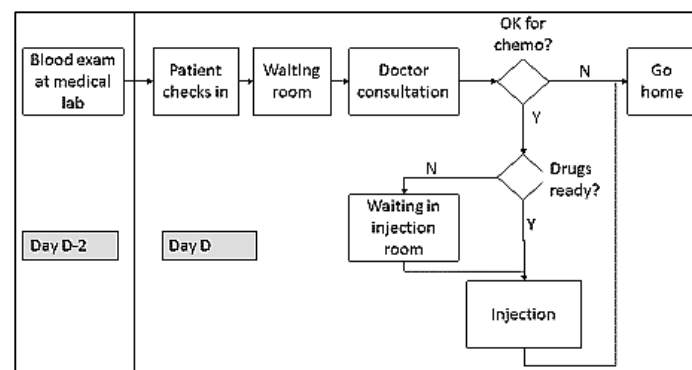 Blood exam
at medical
lab
Patient
checks in
Waiting
room
Doctor
consultation
OK for
chemo?
N
Go
home
Y
Drugs
ready?
N
Y
Waiting in
injection
room
Day D-2
Day D
Injection